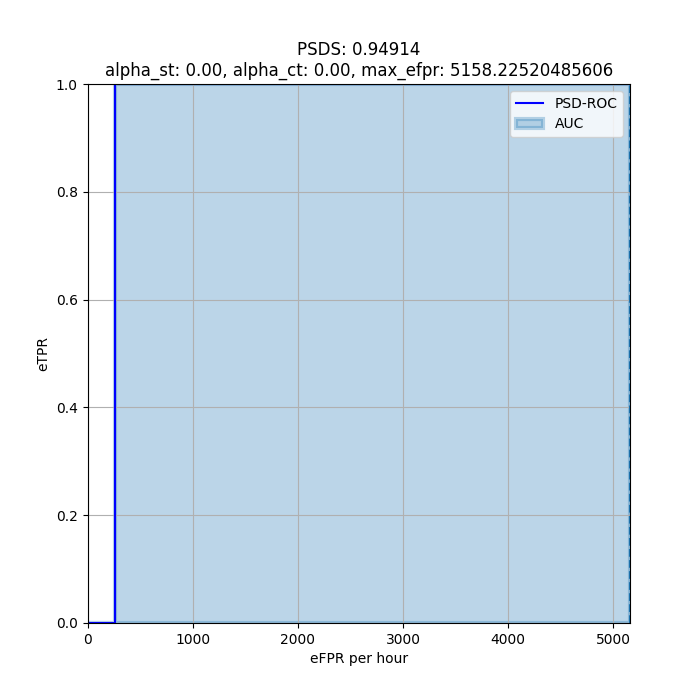 PSDS: 0.94914
alpha_st: 0.00, alpha_ct: 0.00, max_efpr: 5158.22520485606
1.0
PSD-ROC
AUC
0.8
0.6
eTPR
0.4
0.2
0.0
0 1000 2000 3000 4000 5000
eFPR per hour